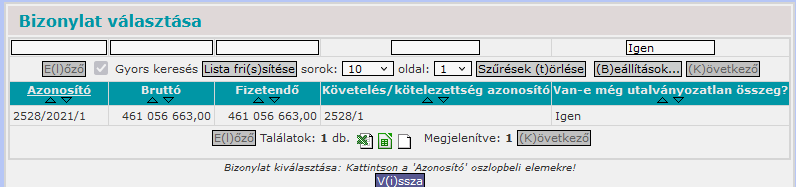 Bizonylat választása
Igen
E(l)őző Gyors keresés Lista fri(s)sítése sorok: 10 oldal: 1 Szűrések (t)örlése (B)eállítások... (K)övetkező
Azonosító Bruttó Fizetendő Követelés/kötelezettség azonosító Van-e még utalványozatlan összeg?
2528/2021/1 461 056 663,00 461 056 663,00 2528/1 Igen
E(l)őző Találatok: 1 db. Megjelenítve: 1 (K)övetkező
Bizonylat kiválasztása: Kattintson a 'Azonosító' oszlopbeli elemekre!
V(i)ssza